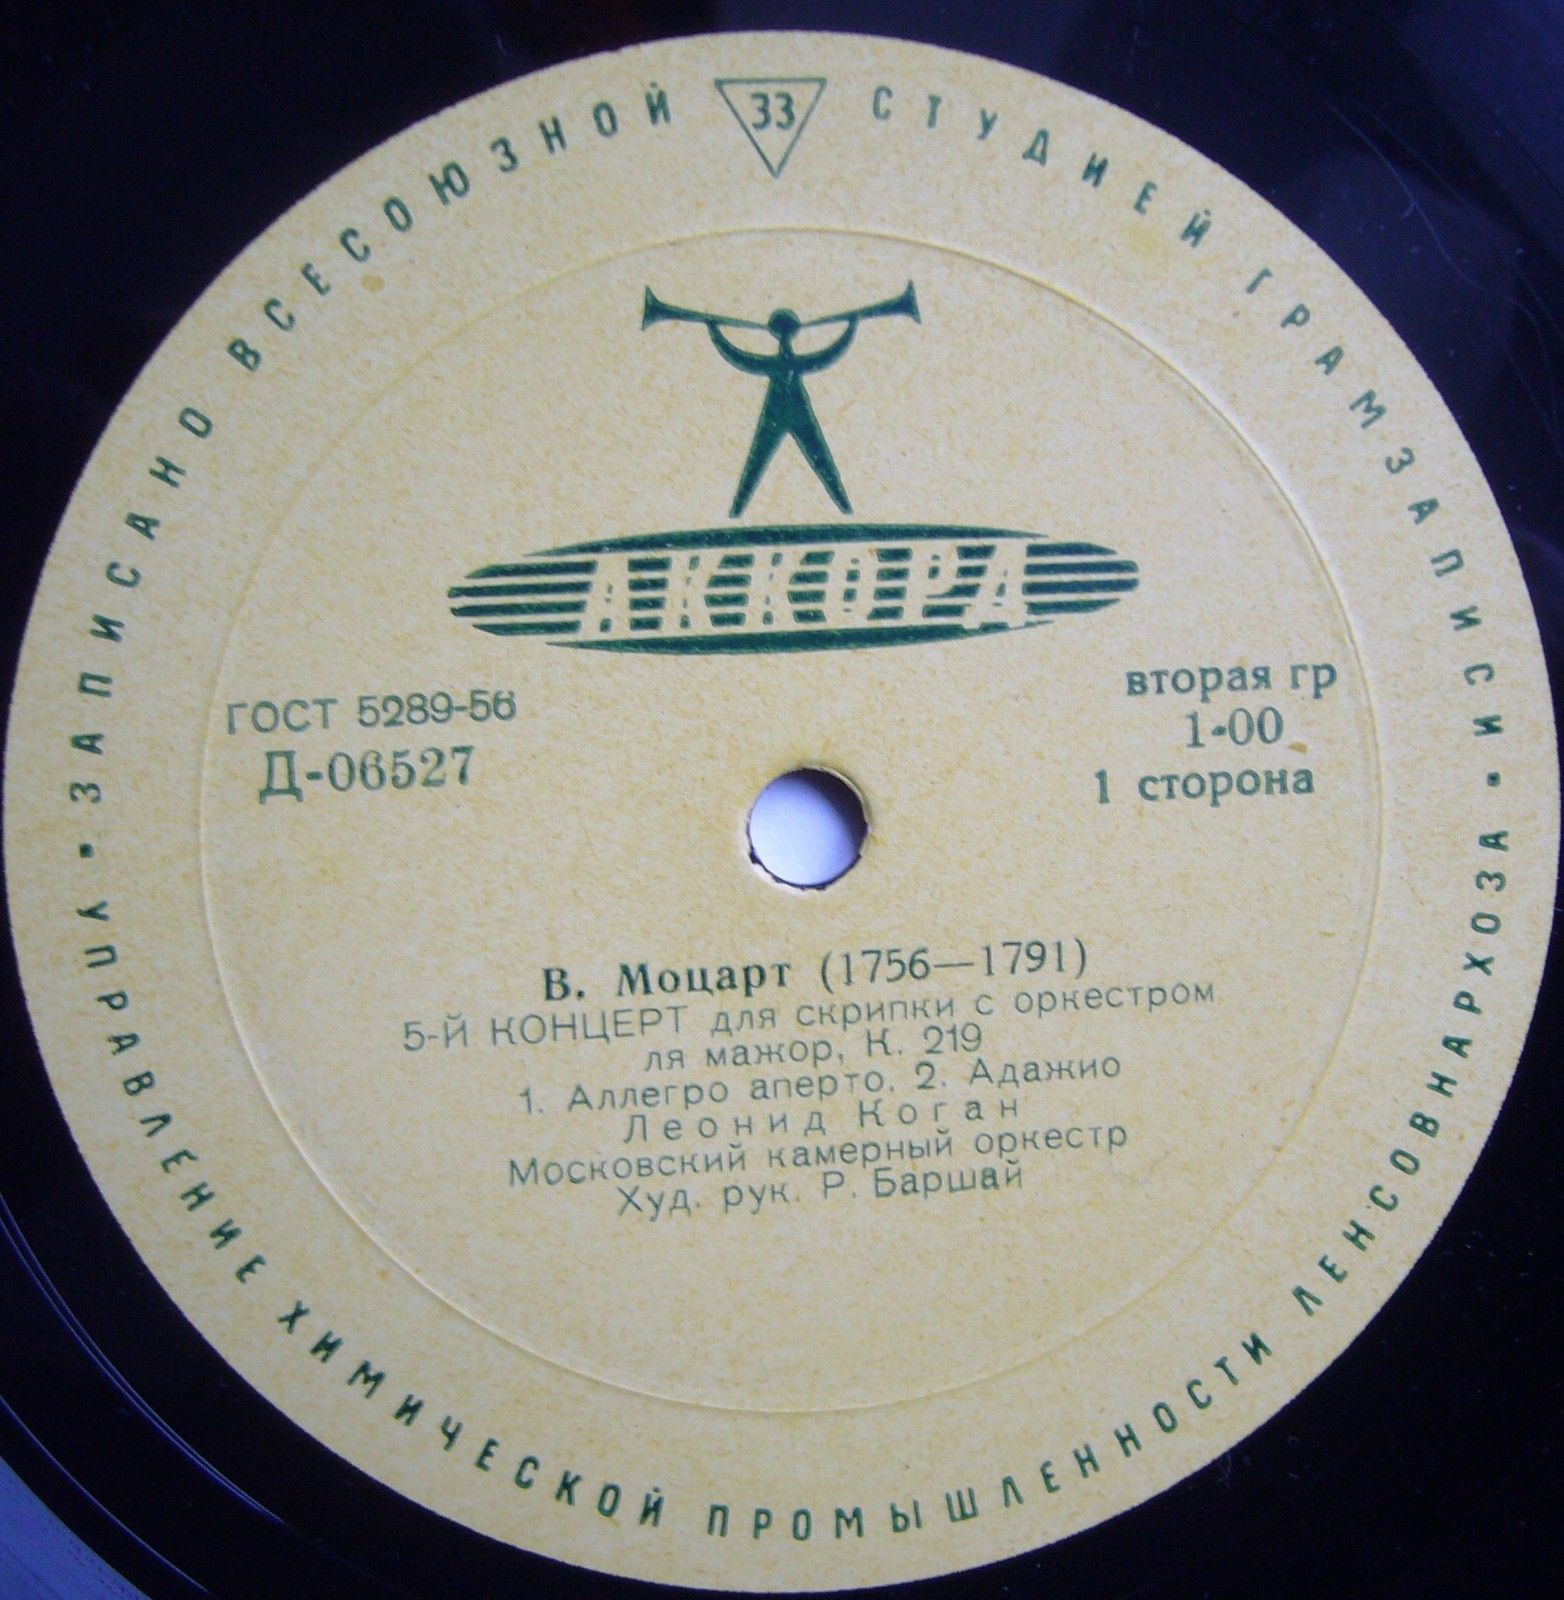 ЗАПИСАНО ВСЕСОЮЗНОЙ СТУДИЕЙ ГРАМЗАПИСИ •
33
АККОРД
ГОСТ 5289-56
Д-06527
вторая гр
1-00
1 сторона
В. Моцарт (1756—1791)
5-Й КОНЦЕРТ для скрипки с оркестром
ля мажор, К. 219
1. Аллегро аперто. 2. Адажио
Леонид Коган
Московский камерный оркестр
Худ. рук. Р. Баршай
УПРАВЛЕНИЕ ХИМИЧЕСКОЙ ПРОМЫШЛЕННОСТИ ЛЕНСОВНАРХОЗА •